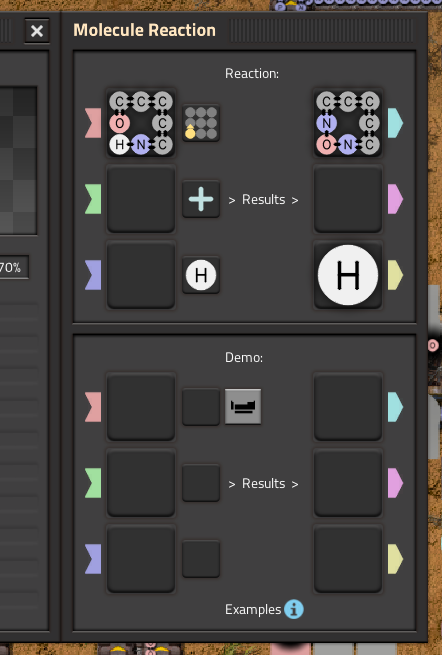 Molecule Reaction
Reaction:
C C C
O C
H N C
C C C
N C
O N C
> Results >
H
H
70%
Demo:
> Results >
Examples i
O